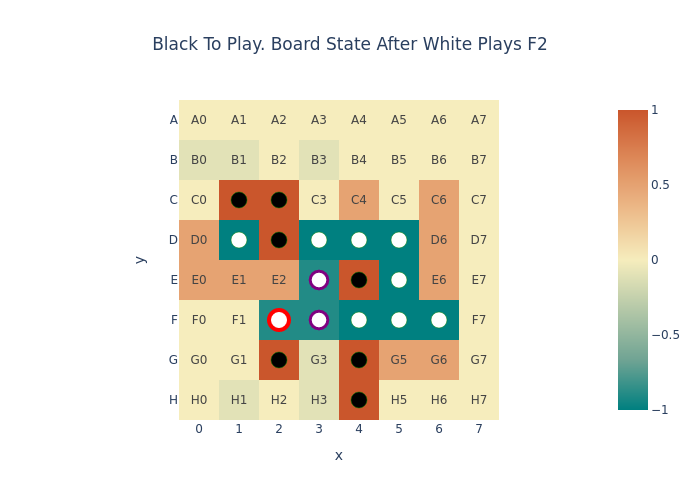 Black To Play. Board State After White Plays F2
A A0 A1 A2 A3 A4 A5 A6 A7
B B0 B1 B2 B3 B4 B5 B6 B7
C C0 C3 C4 C5 C6 C7
D D0 D6 D7
E E0 E1 E2 E6 E7
F F0 F1 F7
G G0 G1 G3 G5 G6 G7
H H0 H1 H2 H3 H5 H6 H7
0 1 2 3 4 5 6 7
x
y
1
0.5
0
−0.5
−1